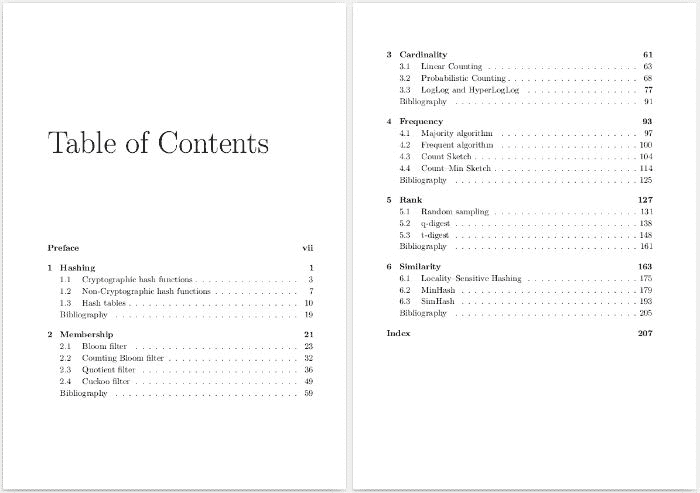 Table of Contents
Preface vii
1 Hashing 1
1.1 Cryptographic hash functions . . . . . . . . . . . . . . . . 3
1.2 Non-Cryptographic hash functions . . . . . . . . . . . . . 7
1.3 Hash tables . . . . . . . . . . . . . . . . . . . . . . . . . 10
Bibliography . . . . . . . . . . . . . . . . . . . . . . . . . . 19
2 Membership 21
2.1 Bloom filter . . . . . . . . . . . . . . . . . . . . . . . . 23
2.2 Counting Bloom filter . . . . . . . . . . . . . . . . . . . 32
2.3 Quotient filter . . . . . . . . . . . . . . . . . . . . . . . 36
2.4 Cuckoo filter . . . . . . . . . . . . . . . . . . . . . . . . 49
Bibliography . . . . . . . . . . . . . . . . . . . . . . . . . . 59
3 Cardinality 61
3.1 Linear Counting . . . . . . . . . . . . . . . . . . . . . . 63
3.2 Probabilistic Counting . . . . . . . . . . . . . . . . . . . 68
3.3 LogLog and HyperLogLog . . . . . . . . . . . . . . . . . 77
Bibliography . . . . . . . . . . . . . . . . . . . . . . . . . . 91
4 Frequency 93
4.1 Majority algorithm . . . . . . . . . . . . . . . . . . . . . 97
4.2 Frequent algorithm . . . . . . . . . . . . . . . . . . . . . 100
4.3 Count Sketch . . . . . . . . . . . . . . . . . . . . . . . . 104
4.4 Count–Min Sketch . . . . . . . . . . . . . . . . . . . . . 114
Bibliography . . . . . . . . . . . . . . . . . . . . . . . . . . 125
5 Rank 127
5.1 Random sampling . . . . . . . . . . . . . . . . . . . . . 131
5.2 q-digest . . . . . . . . . . . . . . . . . . . . . . . . . . 138
5.3 t-digest . . . . . . . . . . . . . . . . . . . . . . . . . . 148
Bibliography . . . . . . . . . . . . . . . . . . . . . . . . . . 161
6 Similarity 163
6.1 Locality–Sensitive Hashing . . . . . . . . . . . . . . . . 175
6.2 MinHash . . . . . . . . . . . . . . . . . . . . . . . . . . 179
6.3 SimHash . . . . . . . . . . . . . . . . . . . . . . . . . . 193
Bibliography . . . . . . . . . . . . . . . . . . . . . . . . . . 205
Index 207